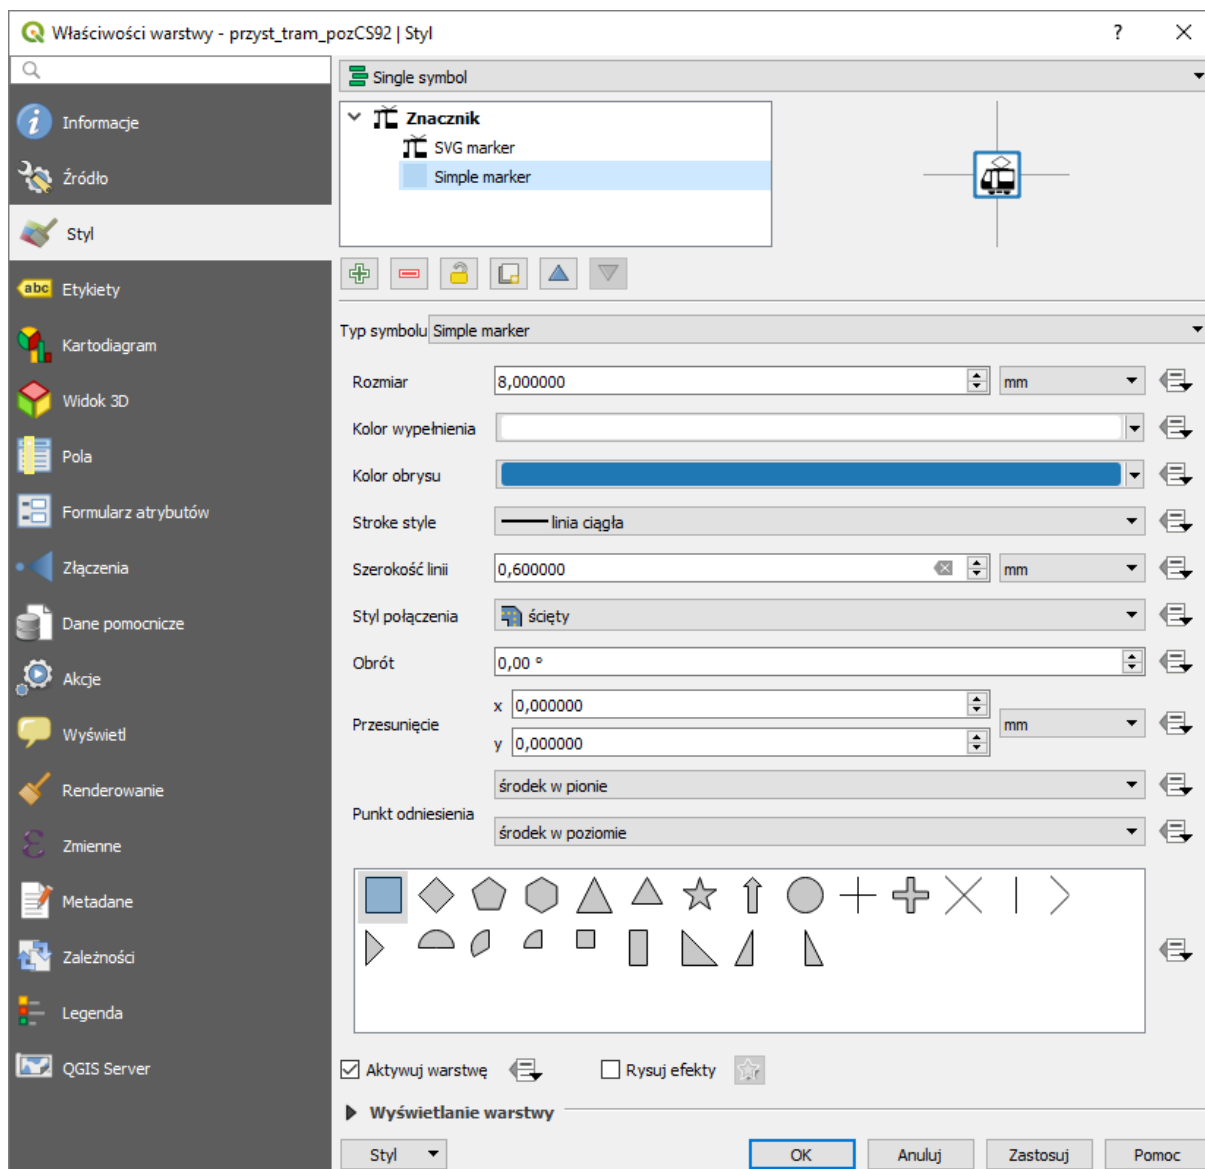 Właściwości warstwy - przyst_tram_pozCS92 | Styl
?
Informacje
Źródło
Styl
abc Etykiety
Kartodiagram
Widok 3D
Pola
Formularz atrybutów
Złączenia
Dane pomocnicze
Akcje
Wyświetl
Renderowanie
Zmienne
Metadane
Zależności
Legenda
QGIS Server
Single symbol
Znacznik
SVG marker
Simple marker
Typ symbolu Simple marker
Rozmiar 8,000000 mm
Kolor wypełnienia
Kolor obrysu
Stroke style linia ciągła
Szerokość linii 0,600000 mm
Styl połączenia ścięty
Obrót 0,00 °
Przesunięcie x 0,000000 mm
y 0,000000
Punkt odniesienia środek w pionie
środek w poziomie
Aktywuj warstwę Rysuj efekty
Wyświetlanie warstwy
Styl OK Anuluj Zastosuj Pomoc